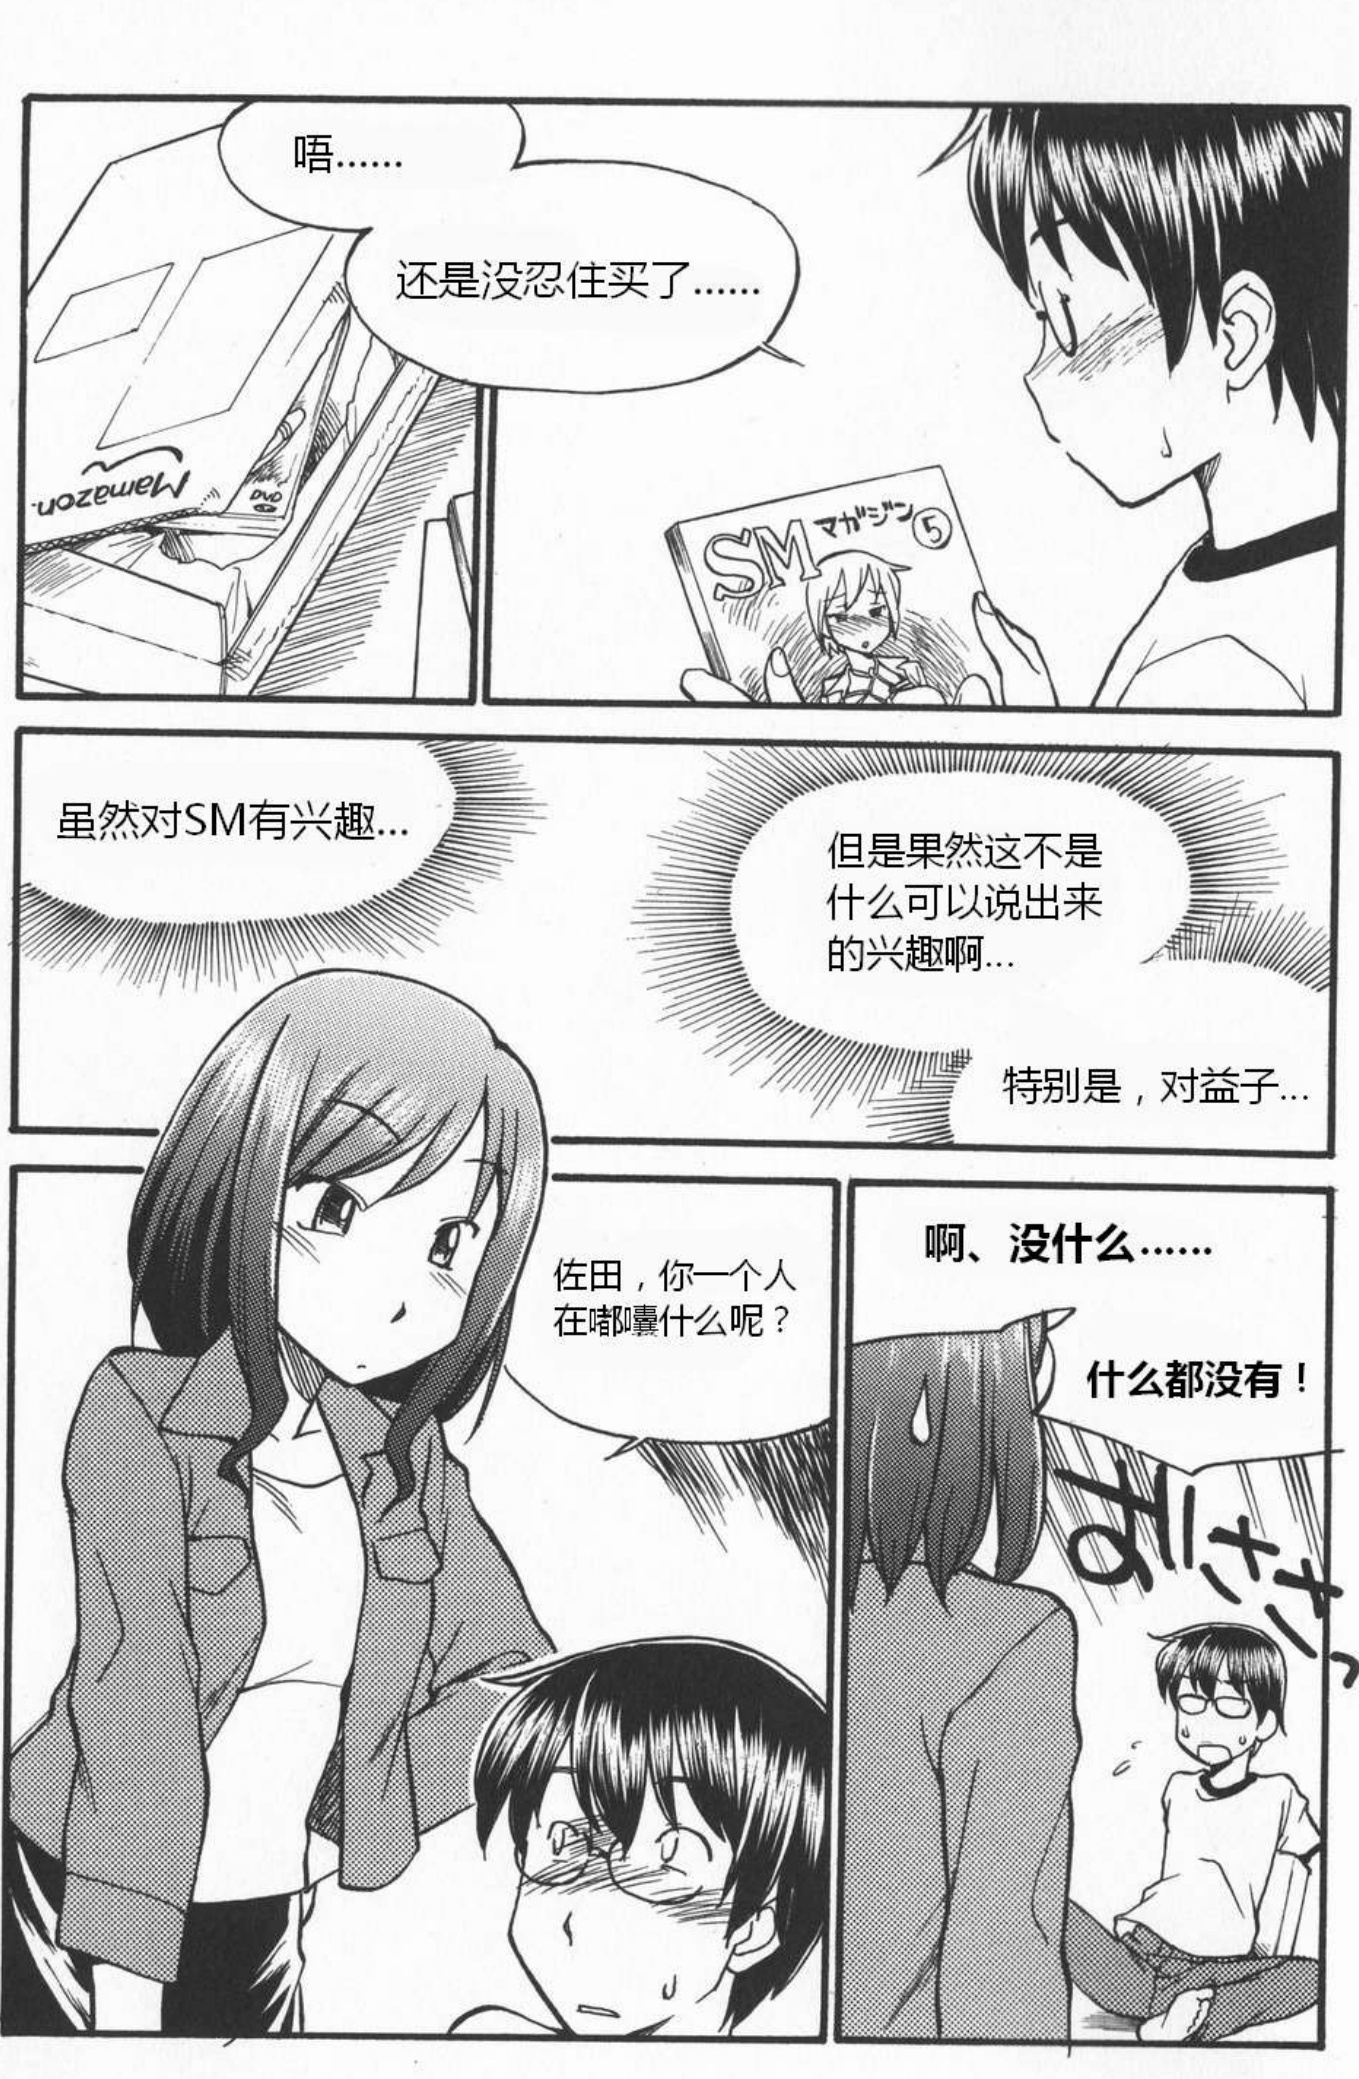 唔……
还是没忍住买了……
Mamazon.
DVD
SM マガジン ⑤
虽然对SM有兴趣…
但是果然这不是
什么可以说出来
的兴趣啊…
特别是，对益子…
佐田，你一个人
在嘟囔什么呢？
啊、没什么……
什么都没有！